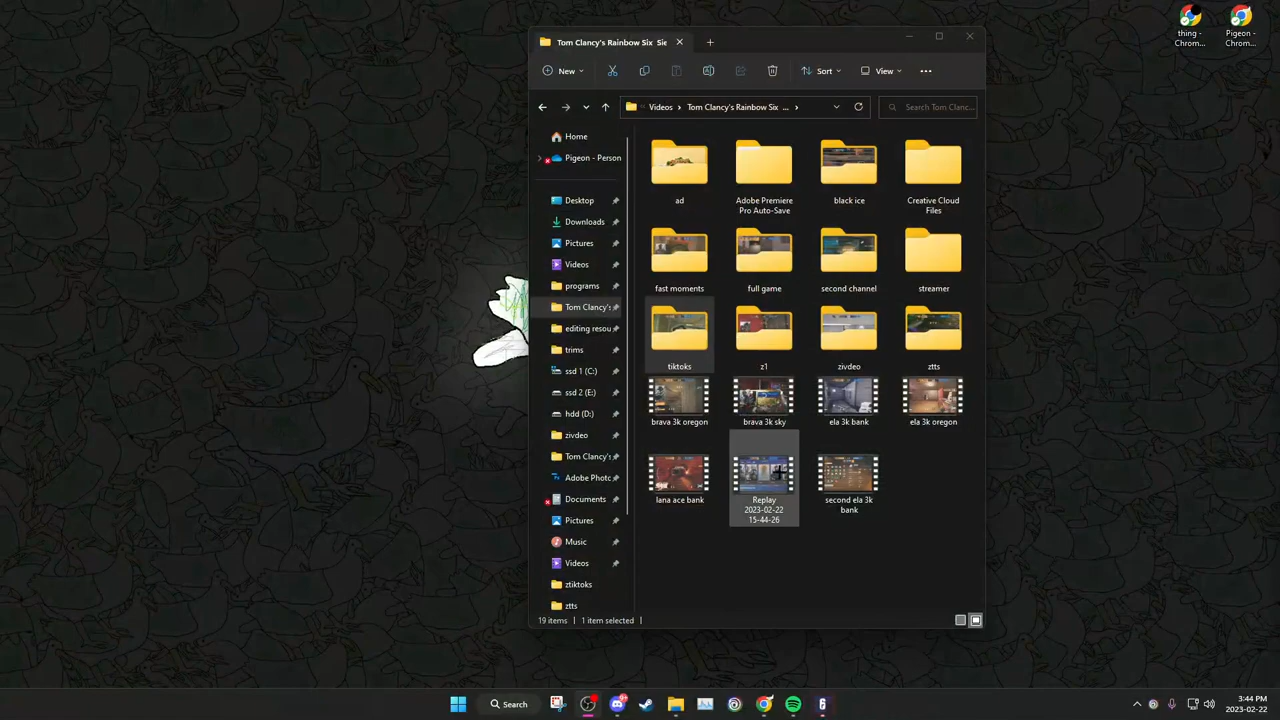 thing -
Chrom...
Pigeon -
Chrom...
Tom Clancy's Rainbow Six Sie
New
Sort
View
Videos
Tom Clancy's Rainbow Six ...
Search Tom Clanc...
Home
Pigeon - Person
Desktop
Downloads
Pictures
Videos
programs
Tom Clancy's
editing resou
trims
ssd 1 (C:)
ssd 2 (E:)
hdd (D:)
zivdeo
Tom Clancy's
Adobe Photo
Documents
Pictures
Music
Videos
ztiktoks
ztts
ad
Adobe Premiere
Pro Auto-Save
black ice
Creative Cloud
Files
fast moments
full game
second channel
streamer
tiktoks
z1
zivdeo
ztts
brava 3k oregon
brava 3k sky
ela 3k bank
ela 3k oregon
lana ace bank
Replay
2023-02-22
15-44-26
second ela 3k
bank
19 items
1 item selected
Search
3:44 PM
2023-02-22